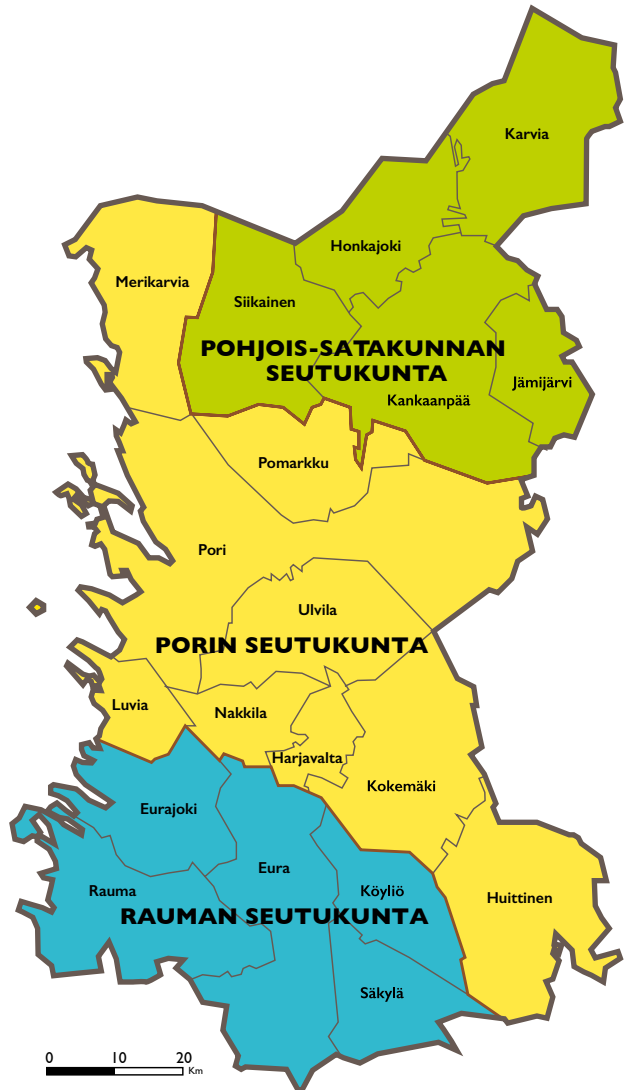 Karvia
Honkajoki
Merikarvia
Siikainen
POHJOIS-SATAKUNNAN
SEUTUKUNTA
Jämijärvi
Kankaanpää
Pomarkku
Pori
Ulvila
PORIN SEUTUKUNTA
Luvia
Nakkila
Harjavalta
Kokemäki
Eurajoki
Eura
Rauma
Köyliö
Huittinen
RAUMAN SEUTUKUNTA
Säkylä
0 10 20
Km